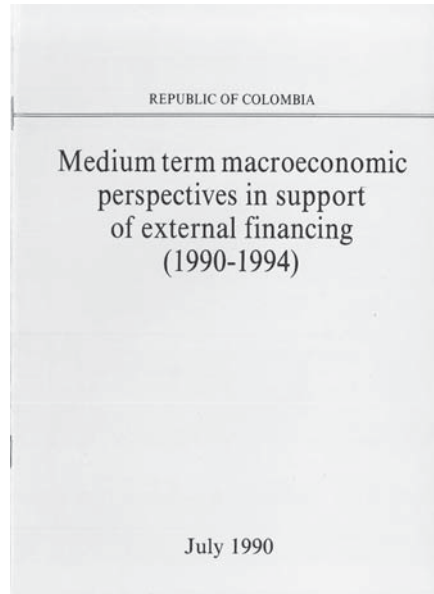 REPUBLIC OF COLOMBIA
Medium term macroeconomic
perspectives in support
of external financing
(1990-1994)
July 1990